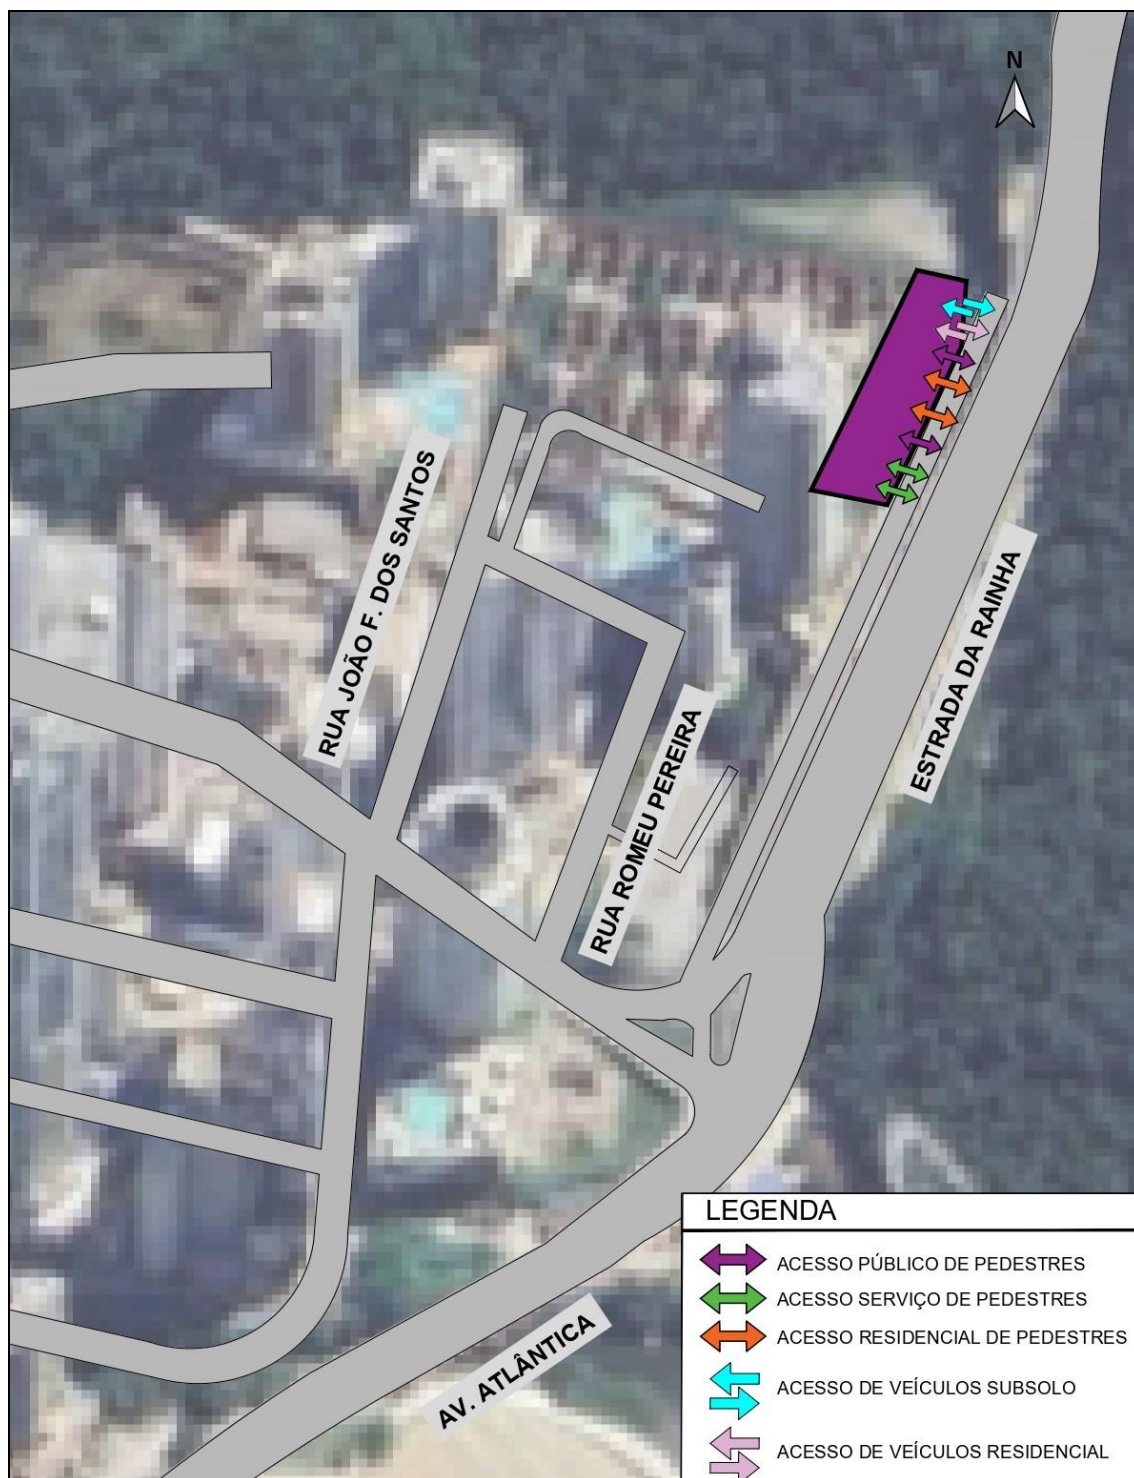 N
RUA JOÃO F. DOS SANTOS
RUA ROMEU PEREIRA
ESTRADA DA RAINHA
AV. ATLÂNTICA
LEGENDA
ACESSO PÚBLICO DE PEDESTRES
ACESSO SERVIÇO DE PEDESTRES
ACESSO RESIDENCIAL DE PEDESTRES
ACESSO DE VEÍCULOS SUBSOLO
ACESSO DE VEÍCULOS RESIDENCIAL